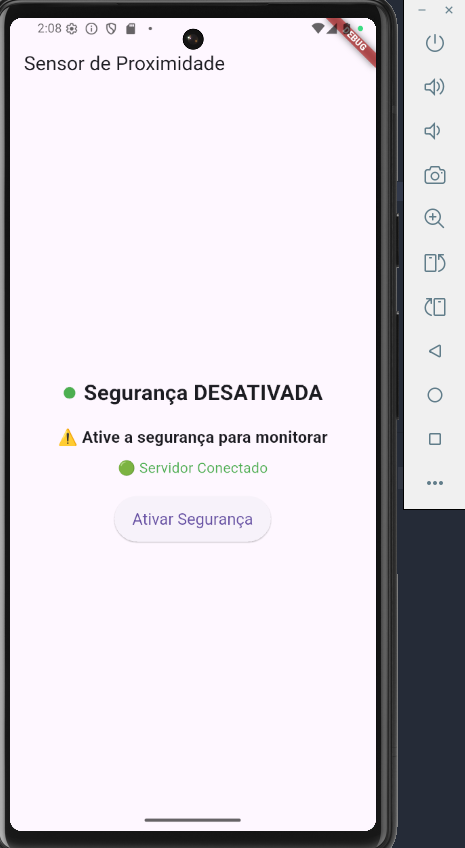 2:08
DEBUG
Sensor de Proximidade
Segurança DESATIVADA
⚠️ Ative a segurança para monitorar
🟢 Servidor Conectado
Ativar Segurança